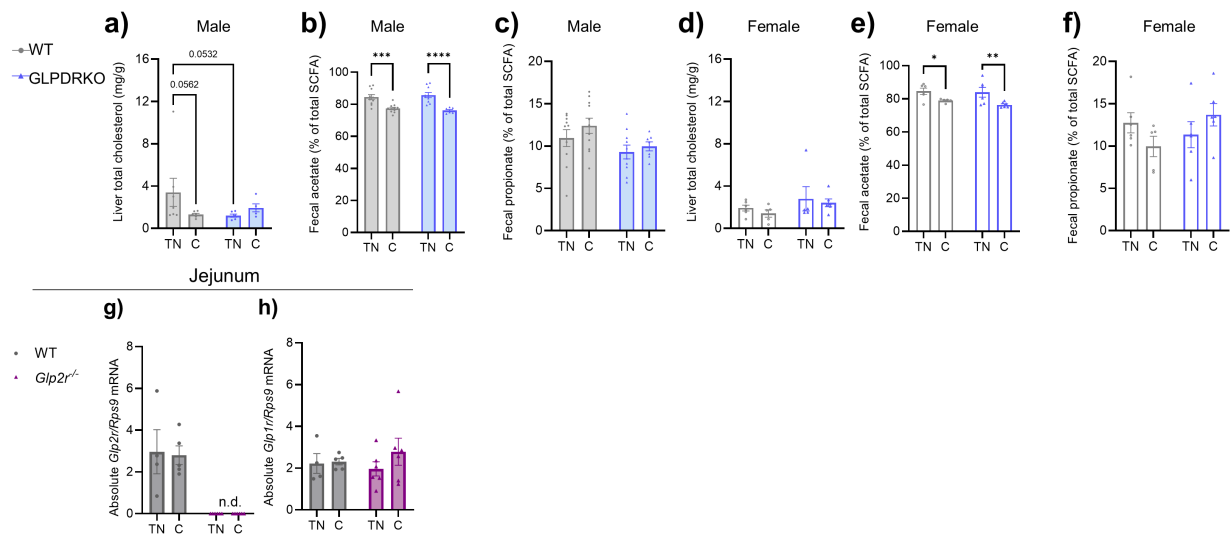 WT
GLPDRKO
a)
Male
Liver total cholesterol (mg/g)
16
12
8
4
0
0.0532
0.0562
TN
C
TN
C
b)
Male
Fecal acetate (% of total SCFA)
100
80
60
40
20
0
***
****
TN
C
TN
C
c)
Male
Fecal propionate (% of total SCFA)
20
15
10
5
0
TN
C
TN
C
d)
Female
Liver total cholesterol (mg/g)
16
12
8
4
0
TN
C
TN
C
e)
Female
Fecal acetate (% of total SCFA)
100
80
60
40
20
0
*
**
TN
C
TN
C
f)
Female
Fecal propionate (% of total SCFA)
20
15
10
5
0
TN
C
TN
C
Jejunum
WT
Glp2r-/-
g)
Absolute Glp2r/Rps9 mRNA
8
6
4
2
0
n.d.
TN
C
TN
C
h)
Absolute Glp1r/Rps9 mRNA
8
6
4
2
0
TN
C
TN
C